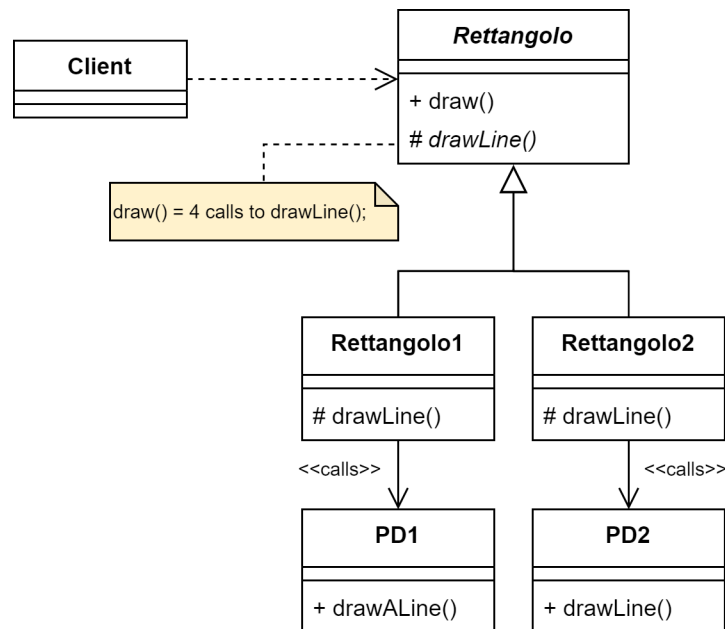 Rettangolo
Client
+ draw()
# drawLine()
draw() = 4 calls to drawLine();
Rettangolo1
Rettangolo2
# drawLine()
# drawLine()
<<calls>>
<<calls>>
PD1
PD2
+ drawALine()
+ drawLine()